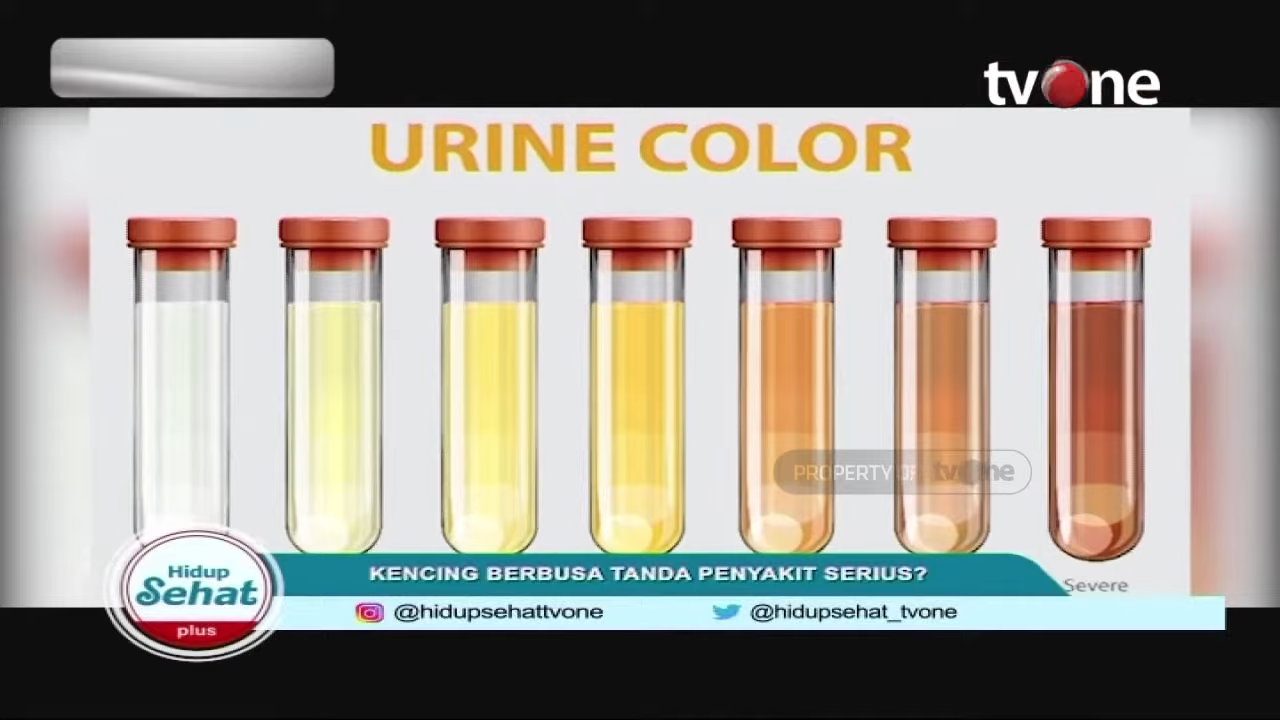 tvOne
URINE COLOR
PROPERTY OF tvOne
Severe
Hidup
Sehat
plus
KENCING BERBUSA TANDA PENYAKIT SERIUS?
@hidupsehattvone
@hidupsehat_tvone